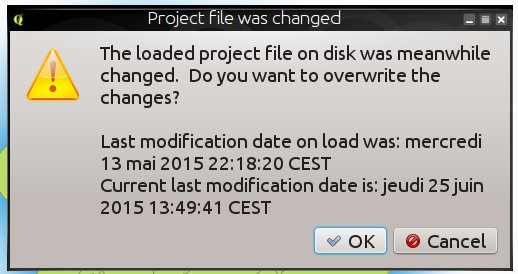 Project file was changed
The loaded project file on disk was meanwhile
changed.  Do you want to overwrite the
changes?
Last modification date on load was: mercredi
13 mai 2015 22:18:20 CEST
Current last modification date is: jeudi 25 juin
2015 13:49:41 CEST
OK
Cancel